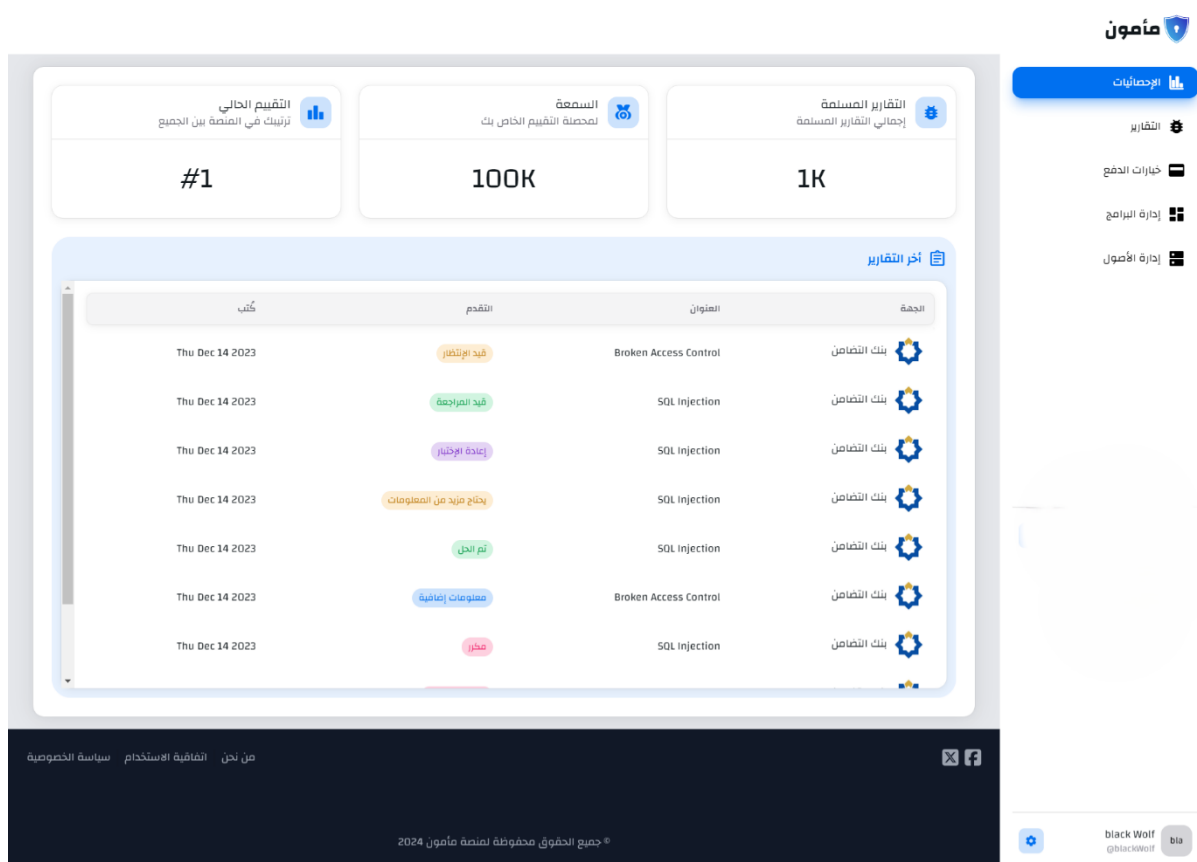 مأمون
الإحصائيات
التقارير
خيارات الدفع
إدارة البرامج
إدارة الأصول
التقارير المسلمة
إجمالي التقارير المسلمة
1K
السمعة
لمحصلة التقييم الخاص بك
100K
التقييم الحالي
ترتيبك في المنصة بين الجميع
#1
أخر التقارير
الجهة العنوان التقدم كُتب
بنك التضامن Broken Access Control قيد الإنتظار Thu Dec 14 2023
بنك التضامن SQL Injection قيد المراجعة Thu Dec 14 2023
بنك التضامن SQL Injection إعادة الإختبار Thu Dec 14 2023
بنك التضامن SQL Injection يحتاج مزيد من المعلومات Thu Dec 14 2023
بنك التضامن SQL Injection تم الحل Thu Dec 14 2023
بنك التضامن Broken Access Control معلومات إضافية Thu Dec 14 2023
بنك التضامن SQL Injection مكرر Thu Dec 14 2023
من نحن اتفاقية الاستخدام سياسة الخصوصية
© جميع الحقوق محفوظة لمنصة مأمون 2024
bla
black Wolf
@blackWolf